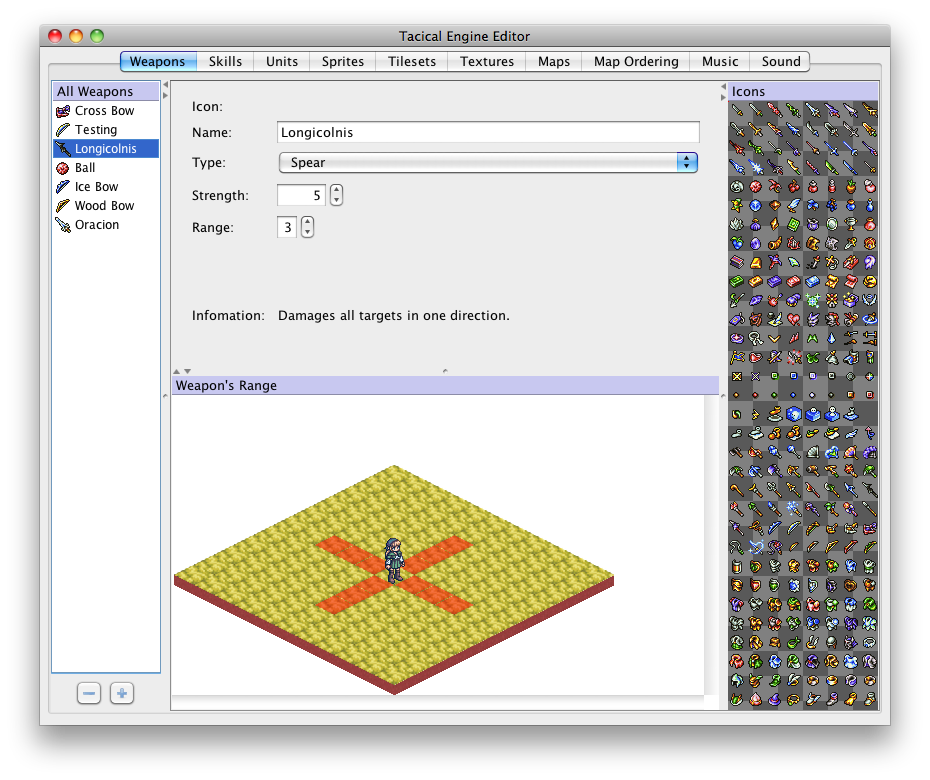 Tacical Engine Editor
Weapons Skills Units Sprites Tilesets Textures Maps Map Ordering Music Sound
All Weapons
Cross Bow
Testing
Longicolnis
Ball
Ice Bow
Wood Bow
Oracion
Icon:
Name: Longicolnis
Type: Spear
Strength: 5
Range: 3
Infomation: Damages all targets in one direction.
Weapon's Range
Icons